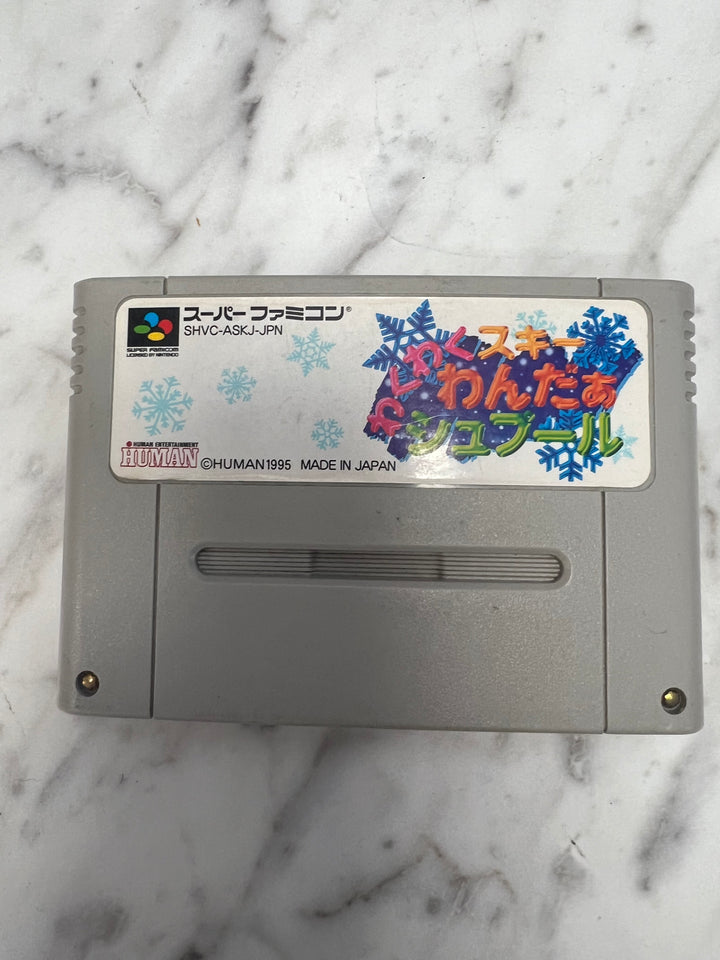 スーパーファミコン®
SHVC-ASKJ-JPN
SUPER FAMICOM
LICENSED BY NINTENDO
わくわくスキー
わんだぁ
シュプール
HUMAN ENTERTAINMENT
HUMAN
©HUMAN1995 MADE IN JAPAN